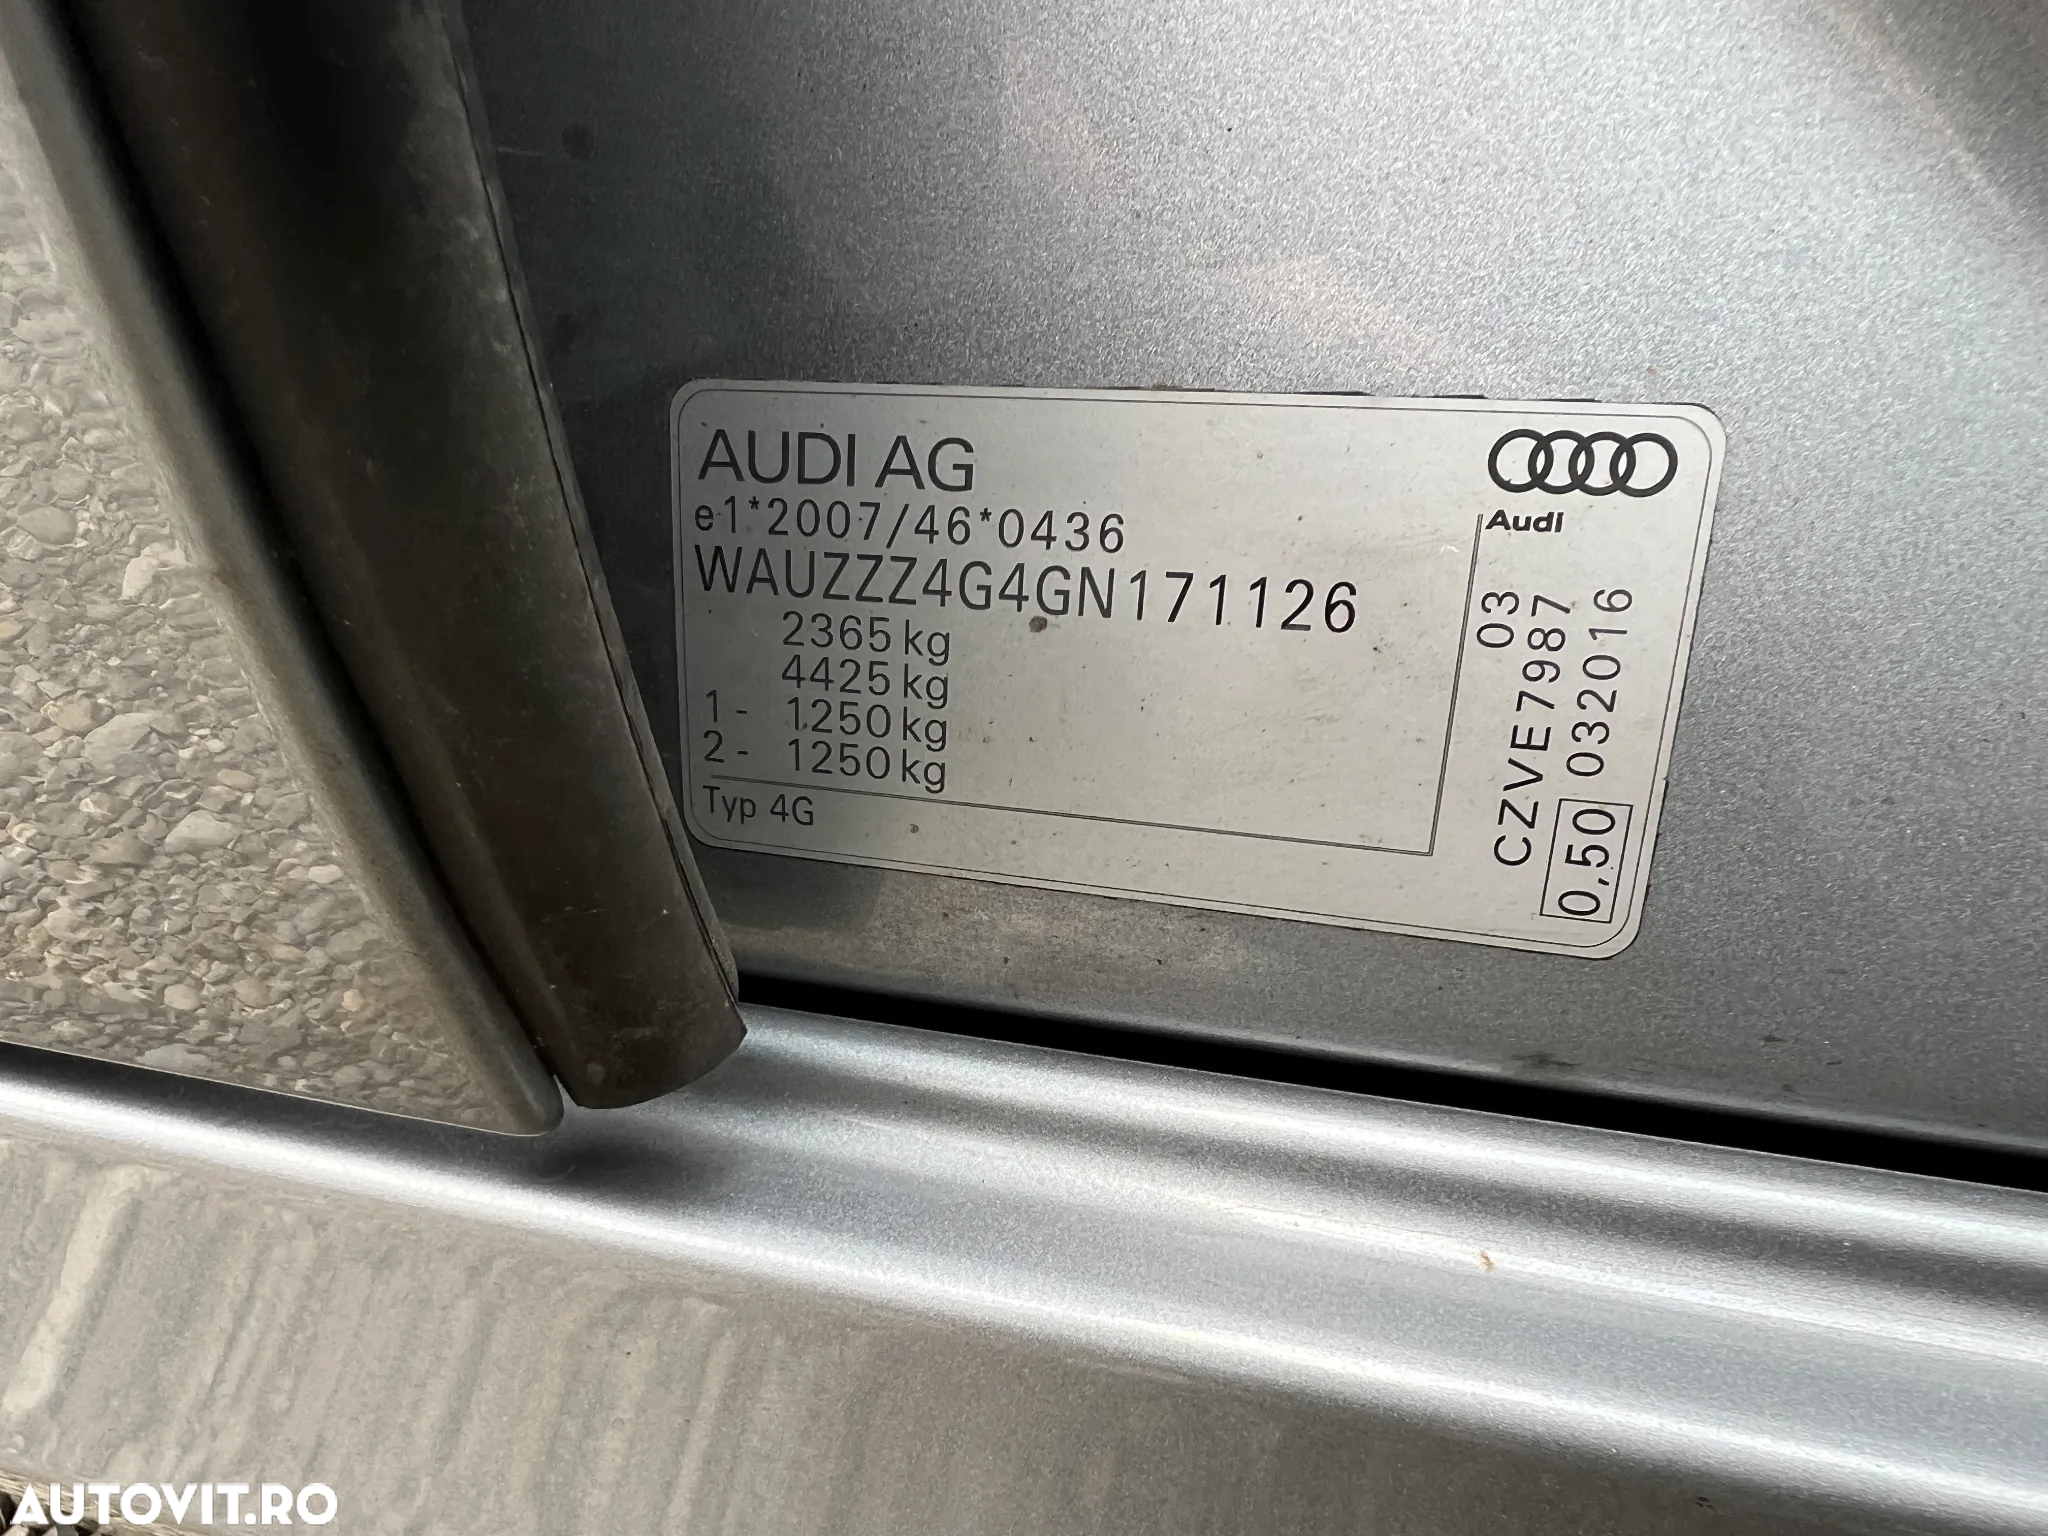 AUDI AG
e1*2007/46*0436
WAUZZZ4G4GN171126
2365 kg
4425 kg
1 - 1250 kg
2 - 1250 kg
Typ 4G
Audi
03
CZVE7987
0,50 032016
AUTOVIT.RO